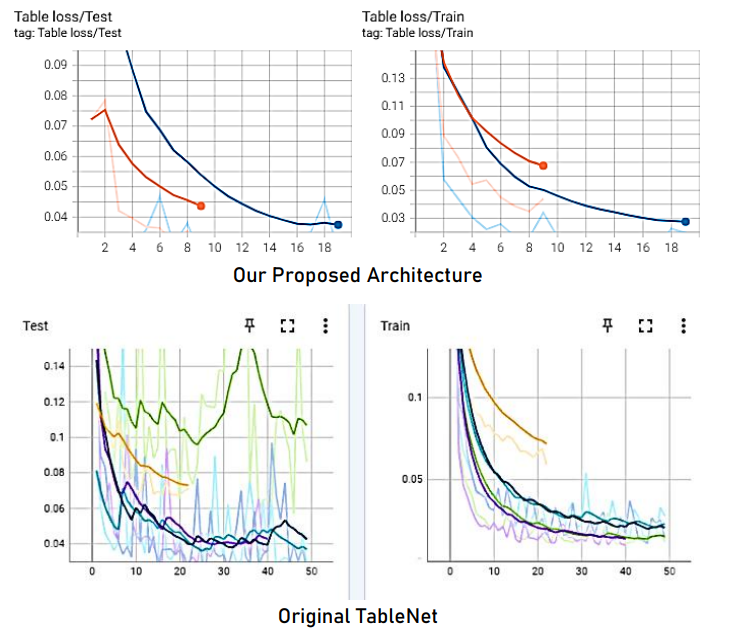 Table loss/Test
tag: Table loss/Test
0.09
0.08
0.07
0.06
0.05
0.04
2 4 6 8 10 12 14 16 18
Table loss/Train
tag: Table loss/Train
0.13
0.11
0.09
0.07
0.05
0.03
2 4 6 8 10 12 14 16 18
Our Proposed Architecture
Test
0.14
0.12
0.1
0.08
0.06
0.04
0 10 20 30 40 50
Train
0.1
0.05
0 10 20 30 40 50
Original TableNet